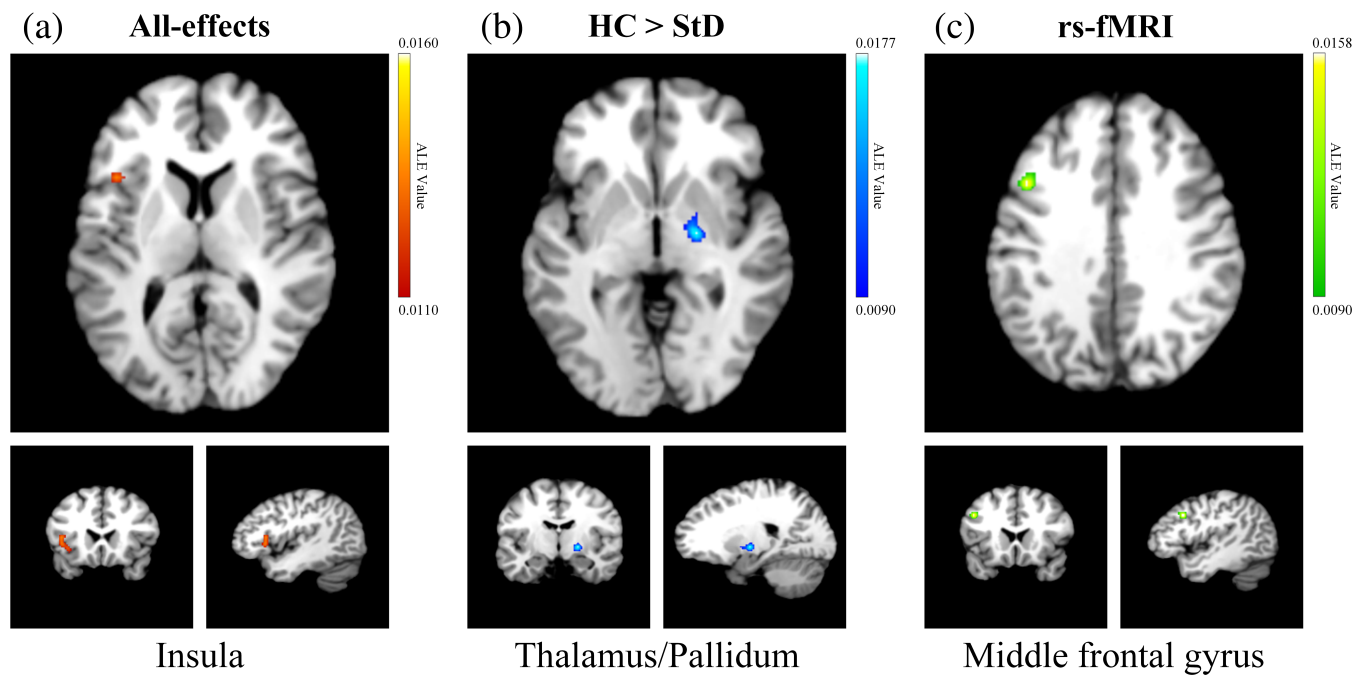 (a) All-effects
0.0160
ALE Value
0.0110
Insula
(b) HC > StD
0.0177
ALE Value
0.0090
Thalamus/Pallidum
(c) rs-fMRI
0.0158
ALE Value
0.0090
Middle frontal gyrus